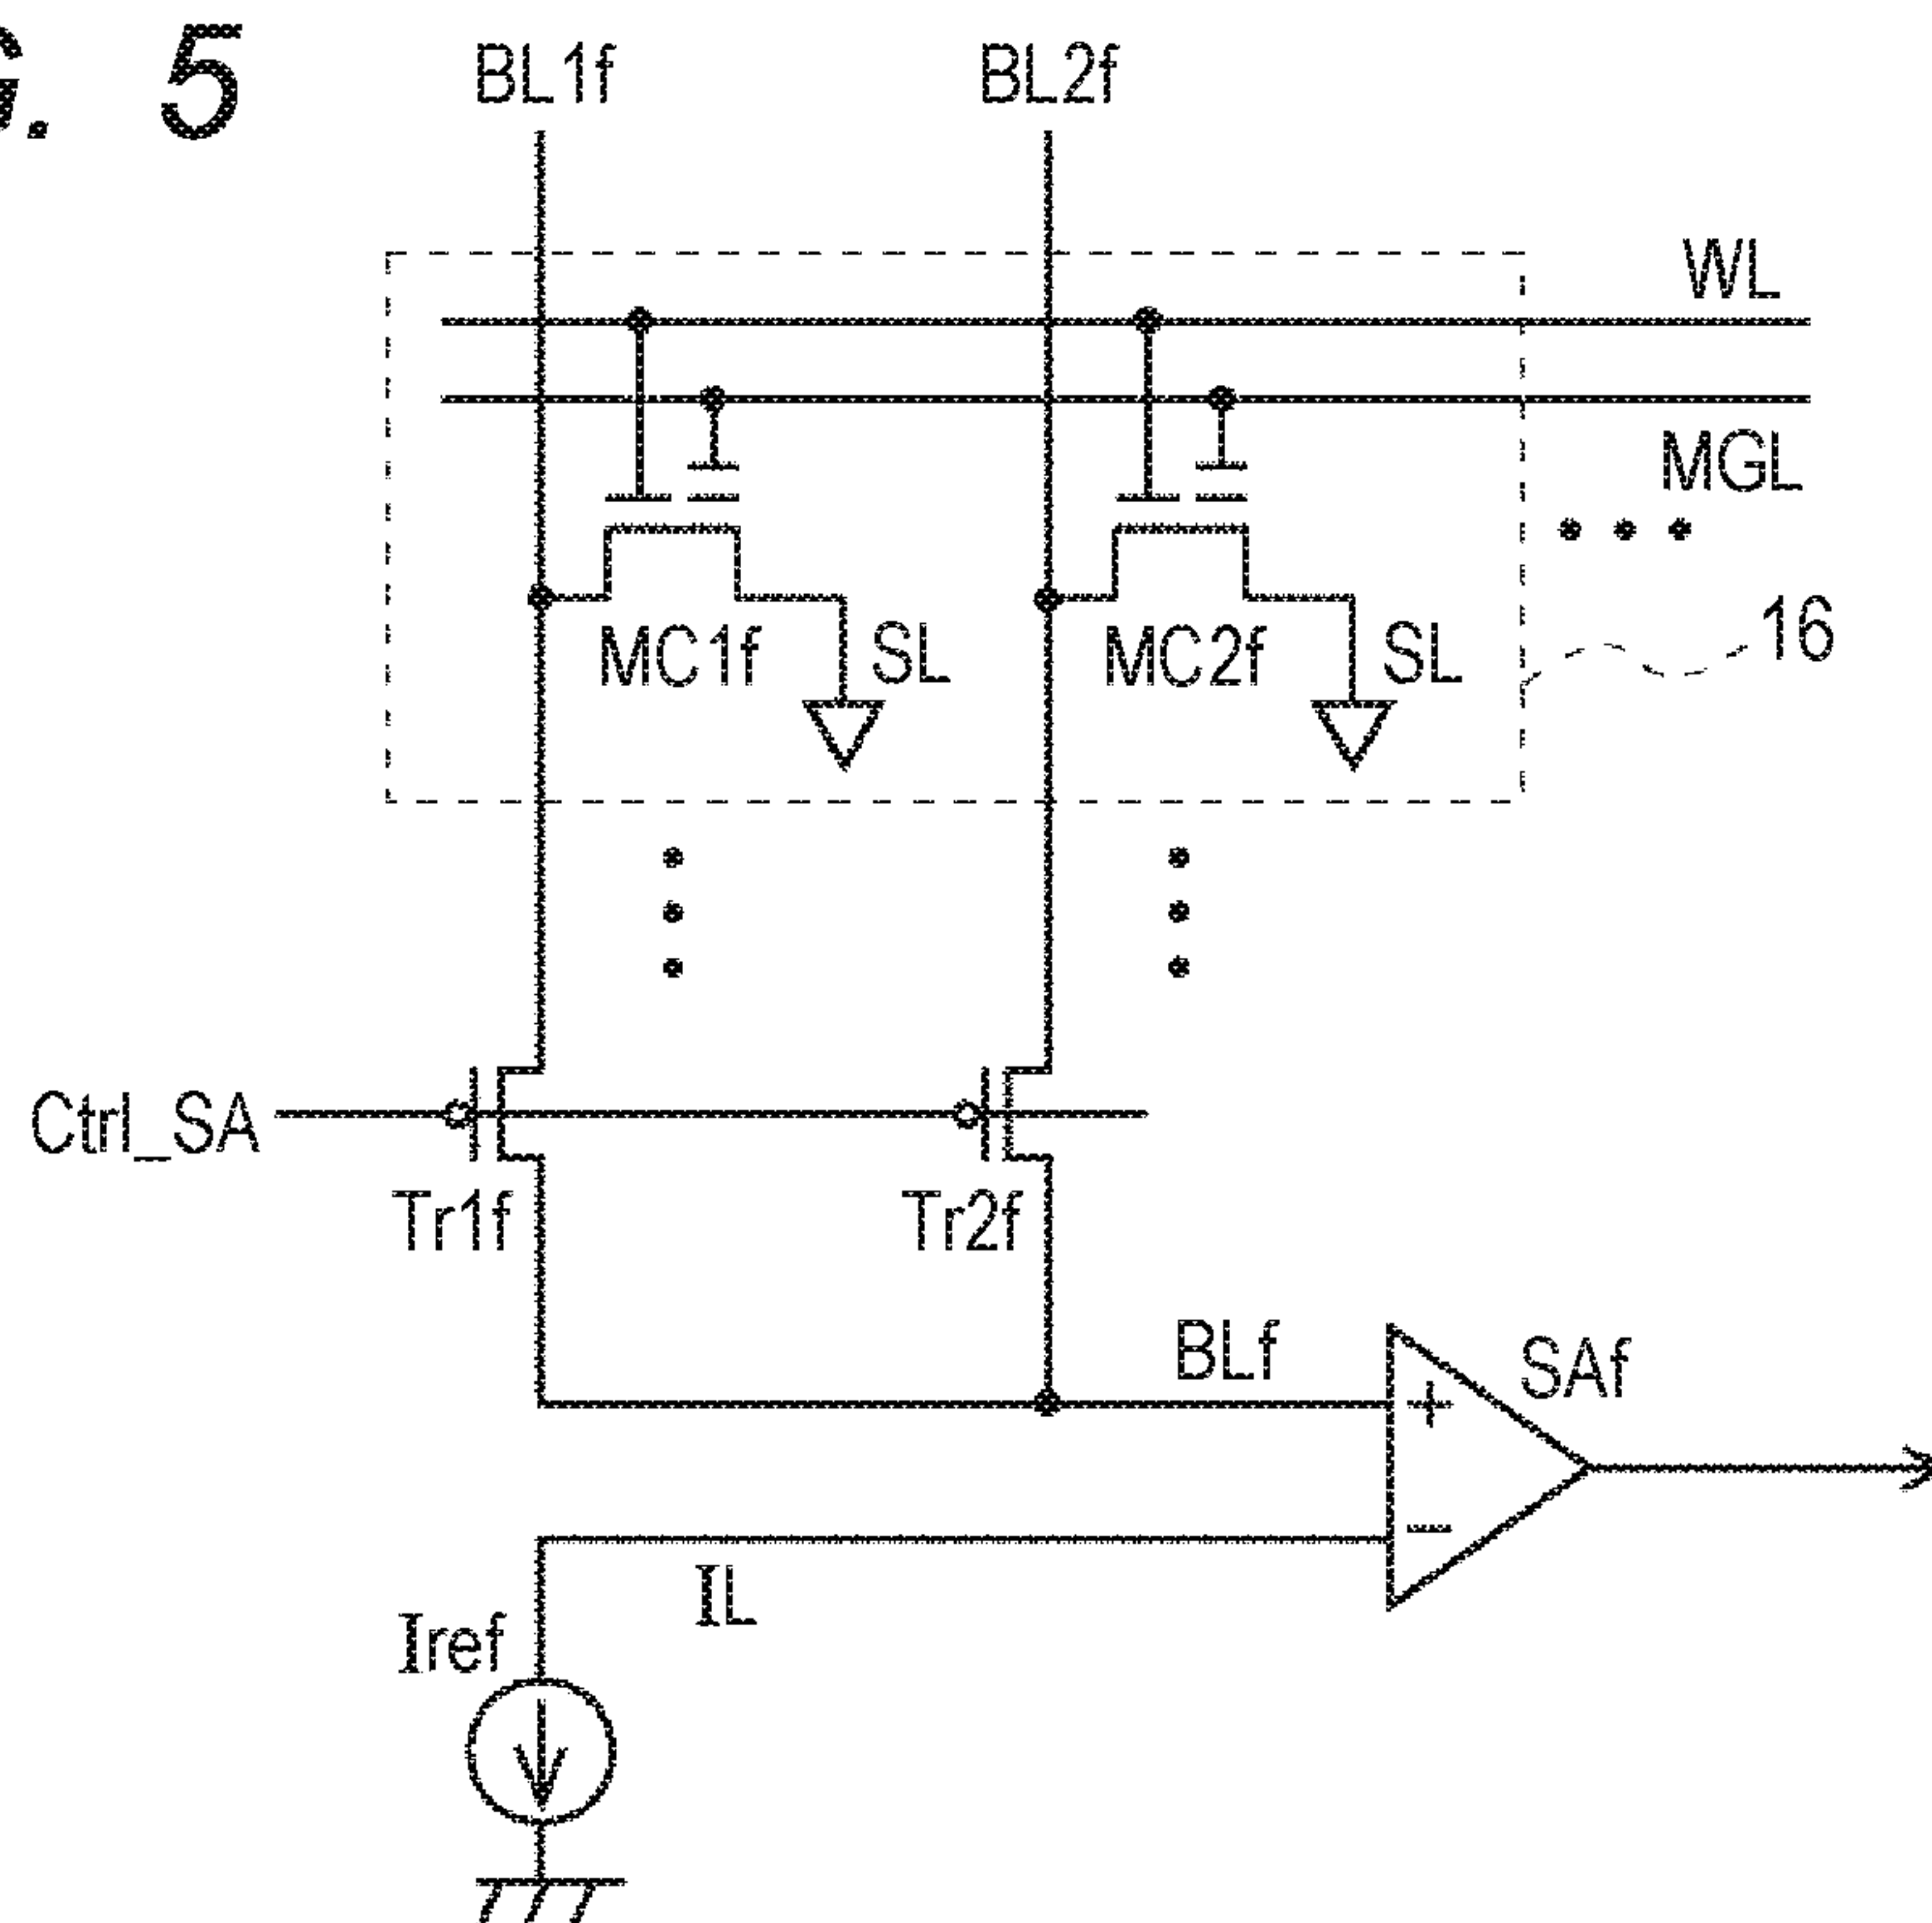 G. 5
BL1f BL2f
WL
MGL
MC1f SL MC2f SL
16
Ctrl_SA
Tr1f Tr2f
BLf SAf
+
−
IL
Iref